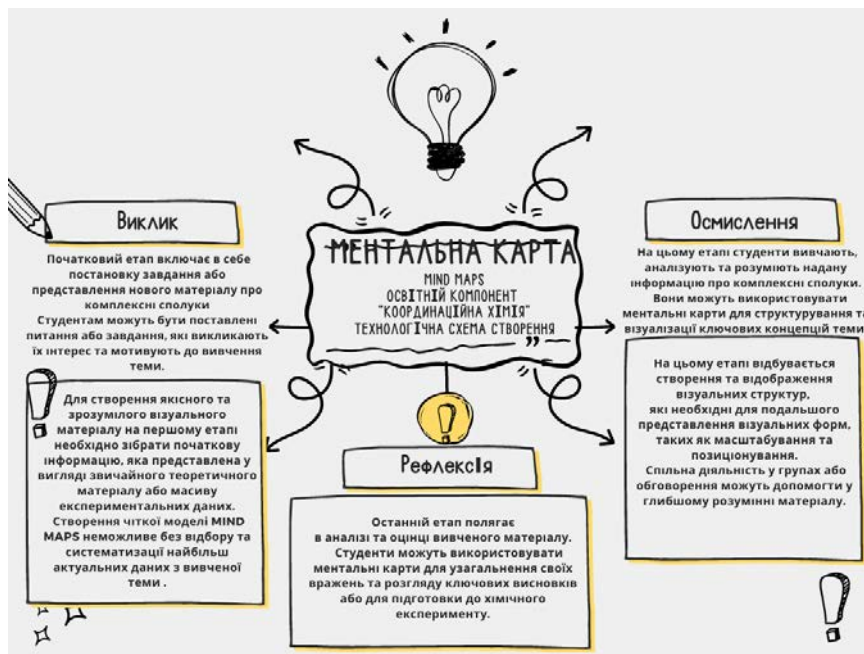 МЕНТАЛЬНА КАРТА
MIND MAPS
ОСВІТНІЙ КОМПОНЕНТ
"КООРДИНАЦІЙНА ХІМІЯ"
ТЕХНОЛОГІЧНА СХЕМА СТВОРЕННЯ
Виклик
Початковий етап включає в себе
постановку завдання або
представлення нового матеріалу про
комплексні сполуки
Студентам можуть бути поставлені
питання або завдання, які викликають
їх інтерес та мотивують до вивчення
теми.
Для створення якісного та
зрозумілого візуального
матеріалу на першому етапі
необхідно зібрати початкову
інформацію, яка представлена у
вигляді звичайного теоретичного
матеріалу або масиву
експериментальних даних.
Створення чіткої моделі MIND
MAPS неможливе без відбору та
систематизації найбільш
актуальних даних з вивченої
теми .
Осмислення
На цьому етапі студенти вивчають,
аналізують та розуміють надану
інформацію про комплексні сполуки.
Вони можуть використовувати
ментальні карти для структурування та
візуалізації ключових концепцій теми
На цьому етапі відбувається
створення та відображення
візуальних структур,
які необхідні для подальшого
представлення візуальних форм,
таких як масштабування та
позиціонування.
Спільна діяльність у групах або
обговорення можуть допомогти у
глибшому розумінні матеріалу.
Рефлексія
Останній етап полягає
в аналізі та оцінці вивченого матеріалу.
Студенти можуть використовувати
ментальні карти для узагальнення своїх
вражень та розгляду ключових висновків
або для підготовки до хімічного
експерименту.